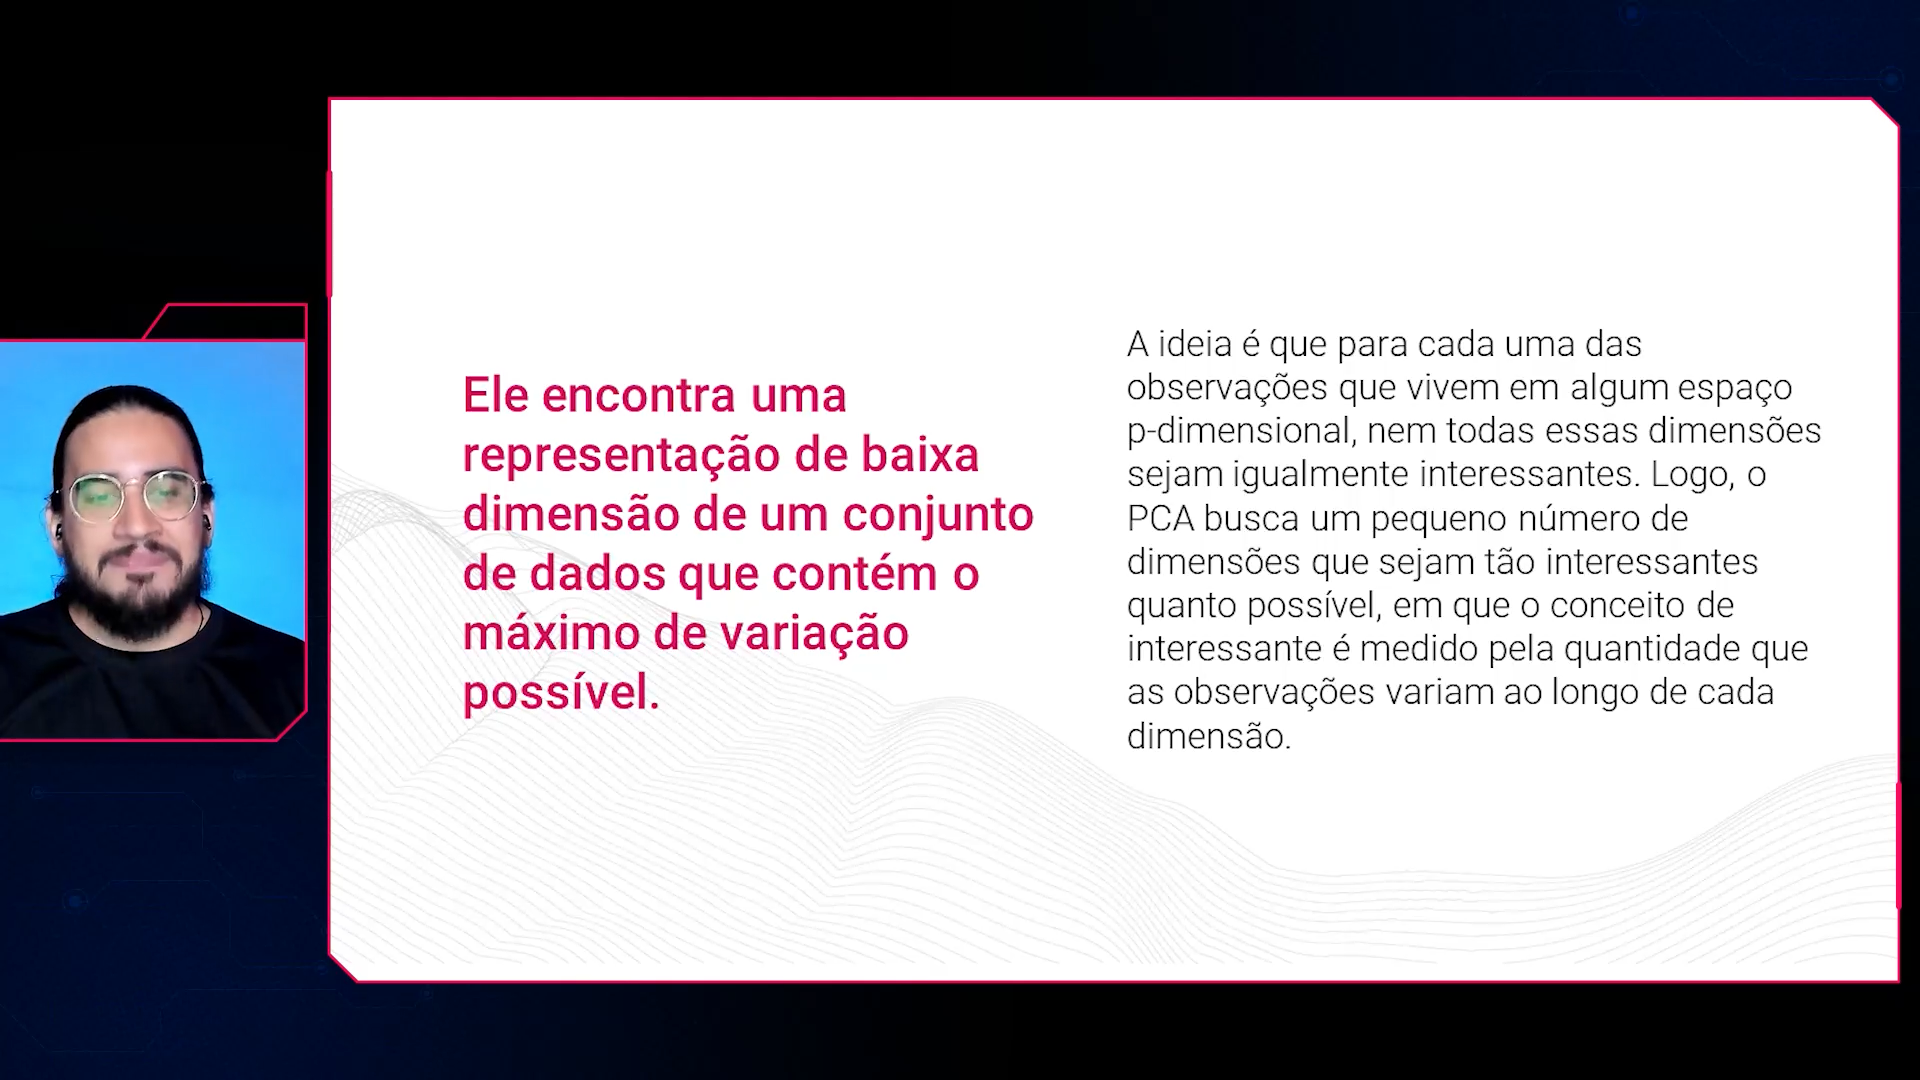 Ele encontra uma
representação de baixa
dimensão de um conjunto
de dados que contém o
máximo de variação
possível.
A ideia é que para cada uma das
observações que vivem em algum espaço
p-dimensional, nem todas essas dimensões
sejam igualmente interessantes. Logo, o
PCA busca um pequeno número de
dimensões que sejam tão interessantes
quanto possível, em que o conceito de
interessante é medido pela quantidade que
as observações variam ao longo de cada
dimensão.